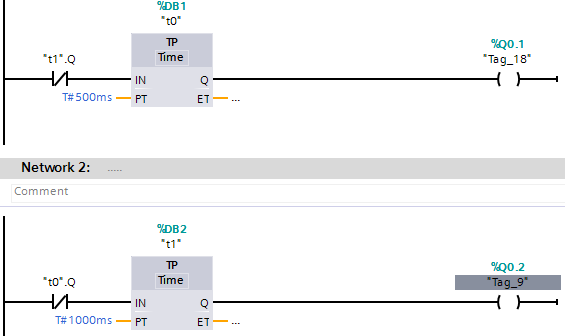 %DB1
"t0"
TP
Time
%Q0.1
"t1".Q
"Tag_18"
IN Q
T#500ms PT ET ...
Network 2: .....
Comment
%DB2
"t1"
TP
Time
%Q0.2
"t0".Q
"Tag_9"
IN Q
T#1000ms PT ET ...